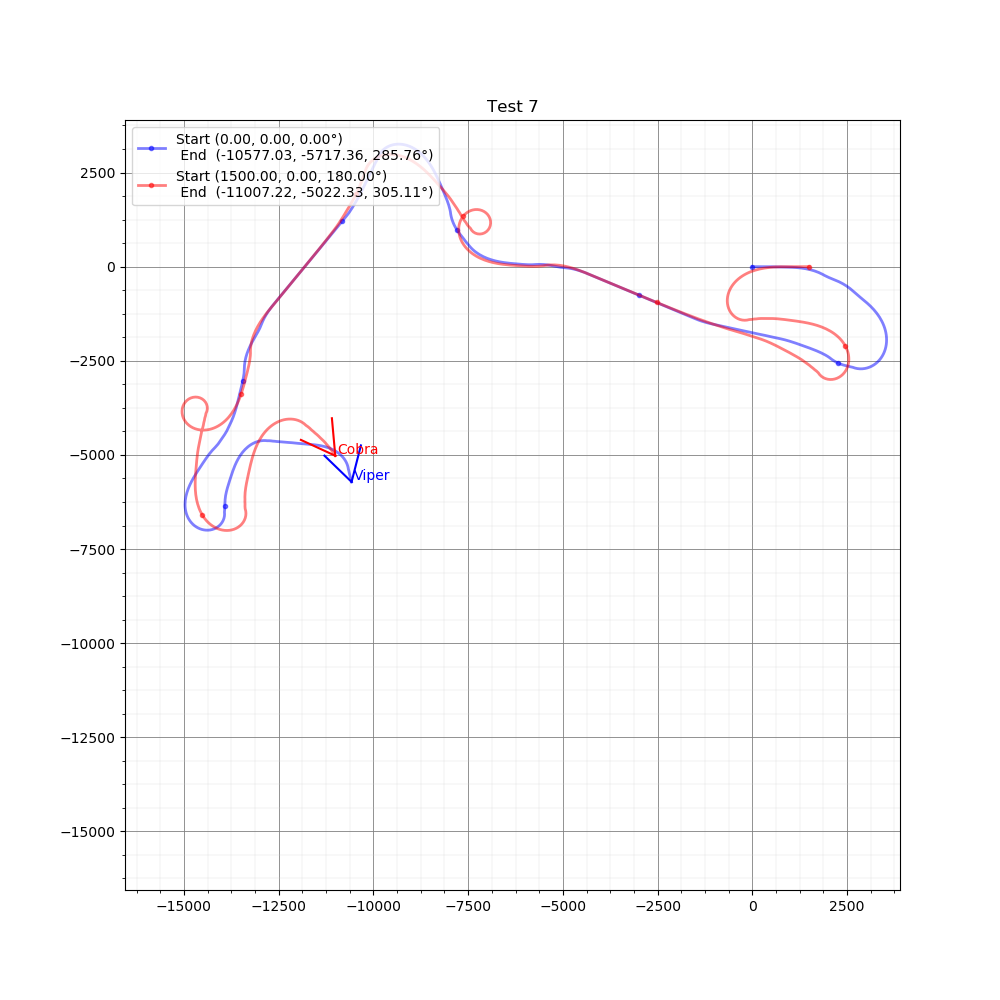 Test 7
Start (0.00, 0.00, 0.00°)
End (-10577.03, -5717.36, 285.76°)
Start (1500.00, 0.00, 180.00°)
End (-11007.22, -5022.33, 305.11°)
2500
0
−2500
−5000
−7500
−10000
−12500
−15000
Cobra
Viper
−15000 −12500 −10000 −7500 −5000 −2500 0 2500